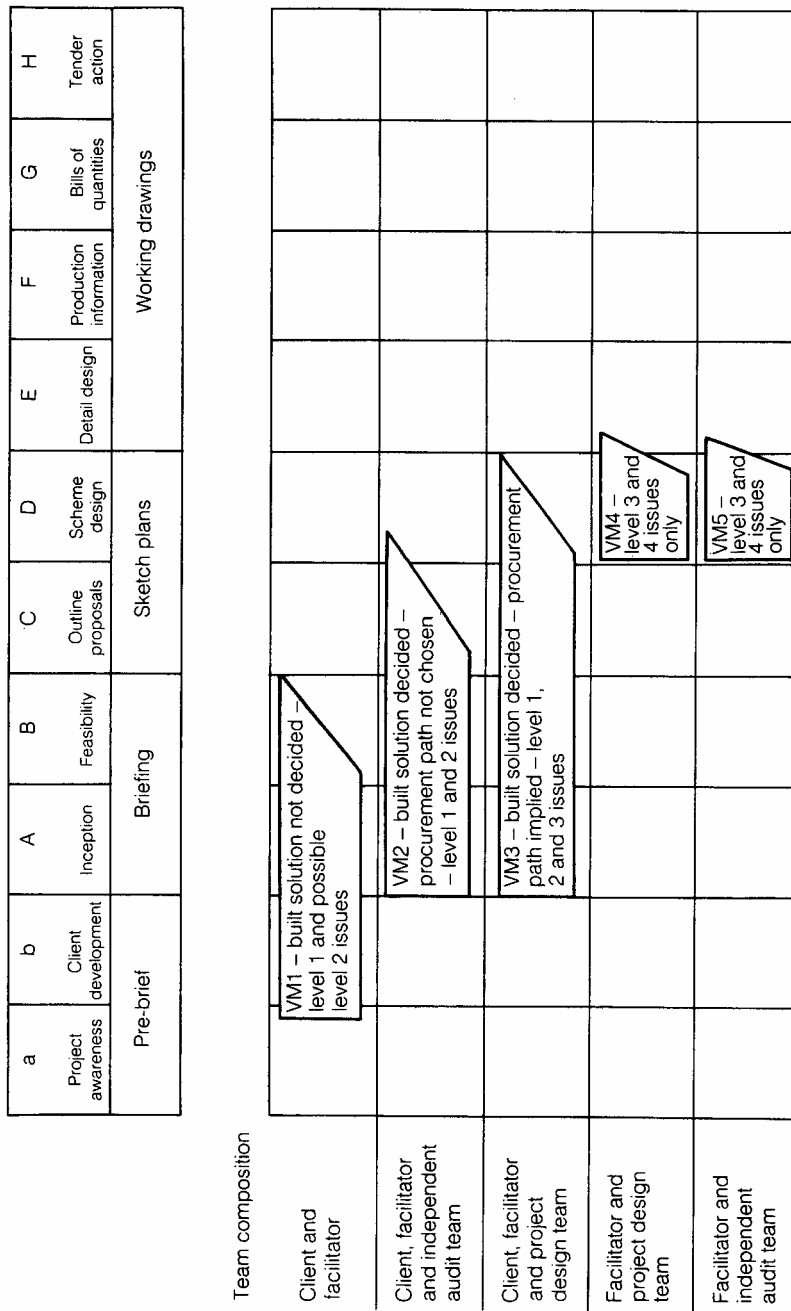 a
b
A
B
C
D
E
F
G
H
Project
awareness
Client
development
Inception
Feasibility
Outline
proposals
Scheme
design
Detail design
Production
information
Bills of
quantities
Tender
action
Pre-brief
Briefing
Sketch plans
Working drawings
Team composition
Client and
facilitator
VM1 – built solution not decided –
level 1 and possible
level 2 issues
Client, facilitator
and independent
audit team
VM2 – built solution decided –
procurement path not chosen
– level 1 and 2 issues
Client, facilitator
and project
design team
VM3 – built solution decided – procurement
path implied – level 1,
2 and 3 issues
Facilitator and
project design
team
VM4 –
level 3 and
4 issues
only
Facilitator and
independent
audit team
VM5 –
level 3 and
4 issues
only